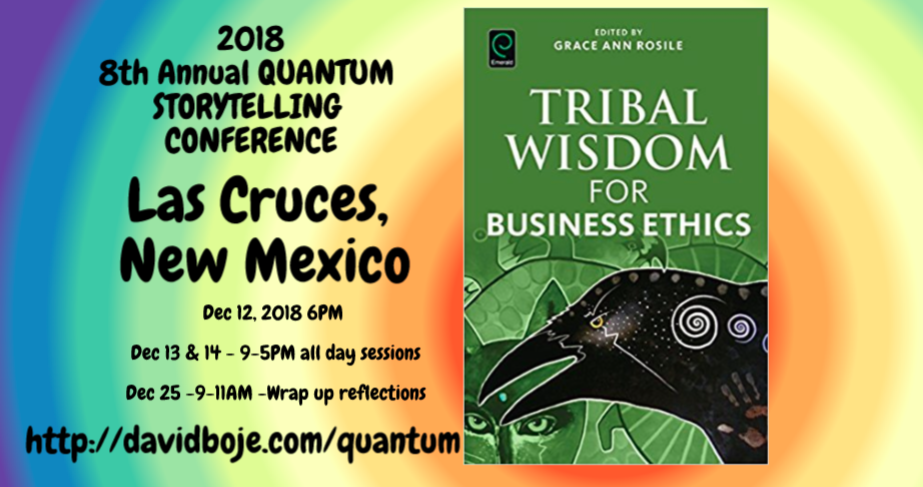 2018
8th Annual QUANTUM
STORYTELLING
CONFERENCE
Las Cruces,
New Mexico
Dec 12, 2018 6PM
Dec 13 & 14 - 9-5PM all day sessions
Dec 25 -9-11AM -Wrap up reflections
http://davidboje.com/quantum
Emerald
EDITED BY
GRACE ANN ROSILE
TRIBAL
WISDOM
FOR
BUSINESS ETHICS